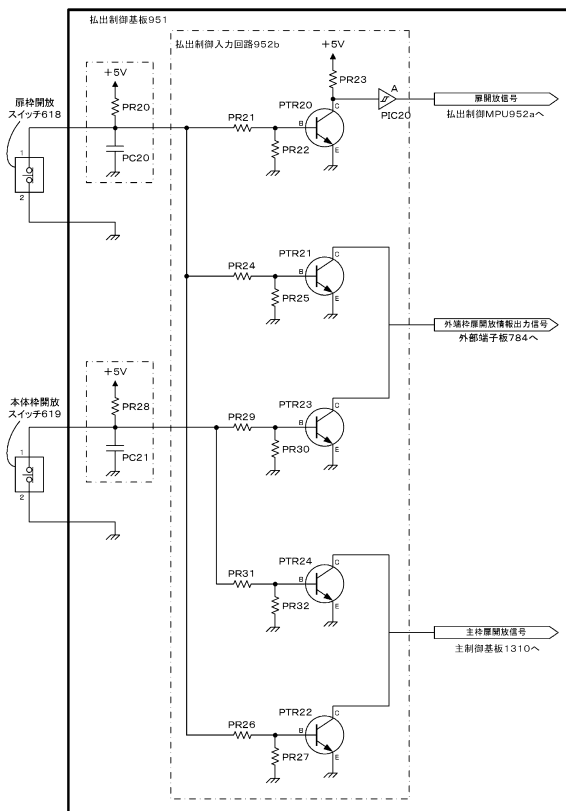 払出制御基板951
払出制御入力回路952b
+5V
PR20
PC20
扉枠開放
スイッチ618
1
2
+5V
PR23
PTR20
C
B
E
PR21
PR22
A
PIC20
扉開放信号
払出制御MPU952aへ
PTR21
C
B
E
PR24
PR25
外端枠扉開放情報出力信号
外部端子板784へ
+5V
PR28
PC21
本体枠開放
スイッチ619
1
2
PTR23
C
B
E
PR29
PR30
PTR24
C
B
E
PR31
PR32
主枠扉開放信号
主制御基板1310へ
PTR22
C
B
E
PR26
PR27